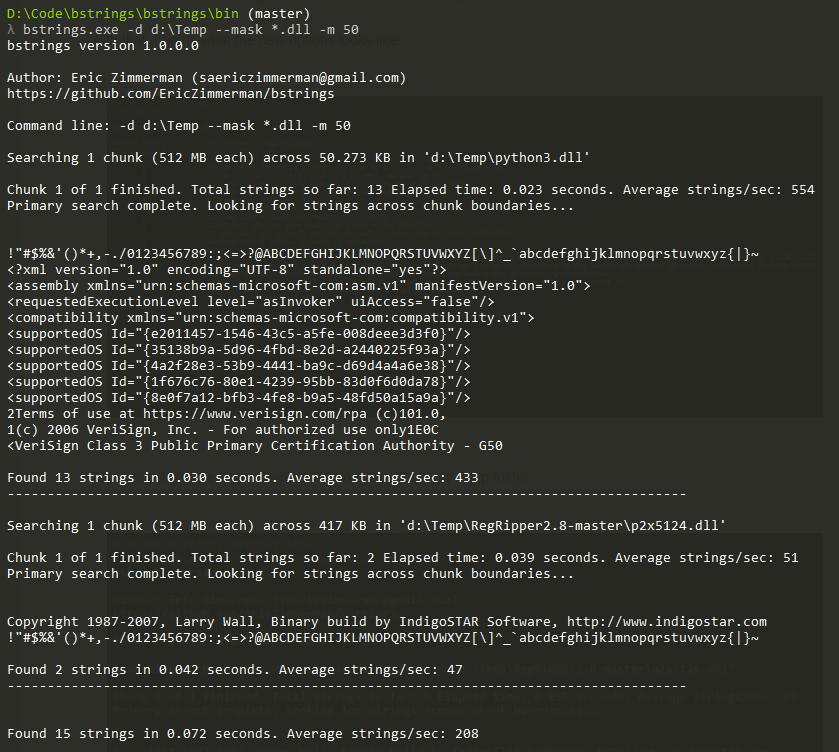 D:\Code\bstrings\bstrings\bin (master)
λ bstrings.exe -d d:\Temp --mask *.dll -m 50
bstrings version 1.0.0.0
Author: Eric Zimmerman (saericzimmerman@gmail.com)
https://github.com/EricZimmerman/bstrings
Command line: -d d:\Temp --mask *.dll -m 50
Searching 1 chunk (512 MB each) across 50.273 KB in 'd:\Temp\python3.dll'
Chunk 1 of 1 finished. Total strings so far: 13 Elapsed time: 0.023 seconds. Average strings/sec: 554
Primary search complete. Looking for strings across chunk boundaries...
!"#$%&'()*+,-./0123456789:;<=>?@ABCDEFGHIJKLMNOPQRSTUVWXYZ[\]^_`abcdefghijklmnopqrstuvwxyz{|}~
<?xml version="1.0" encoding="UTF-8" standalone="yes"?>
<assembly xmlns="urn:schemas-microsoft-com:asm.v1" manifestVersion="1.0">
<requestedExecutionLevel level="asInvoker" uiAccess="false"/>
<compatibility xmlns="urn:schemas-microsoft-com:compatibility.v1">
<supportedOS Id="{e2011457-1546-43c5-a5fe-008deee3d3f0}"/>
<supportedOS Id="{35138b9a-5d96-4fbd-8e2d-a2440225f93a}"/>
<supportedOS Id="{4a2f28e3-53b9-4441-ba9c-d69d4a4a6e38}"/>
<supportedOS Id="{1f676c76-80e1-4239-95bb-83d0f6d0da78}"/>
<supportedOS Id="{8e0f7a12-bfb3-4fe8-b9a5-48fd50a15a9a}"/>
2Terms of use at https://www.verisign.com/rpa (c)101.0,
1(c) 2006 VeriSign, Inc. - For authorized use only1E0C
<VeriSign Class 3 Public Primary Certification Authority - G50
Found 13 strings in 0.030 seconds. Average strings/sec: 433
-------------------------------------------------------------------------------------
Searching 1 chunk (512 MB each) across 417 KB in 'd:\Temp\RegRipper2.8-master\p2x5124.dll'
Chunk 1 of 1 finished. Total strings so far: 2 Elapsed time: 0.039 seconds. Average strings/sec: 51
Primary search complete. Looking for strings across chunk boundaries...
Copyright 1987-2007, Larry Wall, Binary build by IndigoSTAR Software, http://www.indigostar.com
!"#$%&'()*+,-./0123456789:;<=>?@ABCDEFGHIJKLMNOPQRSTUVWXYZ[\]^_`abcdefghijklmnopqrstuvwxyz{|}~
Found 2 strings in 0.042 seconds. Average strings/sec: 47
-------------------------------------------------------------------------------------
Found 15 strings in 0.072 seconds. Average strings/sec: 208